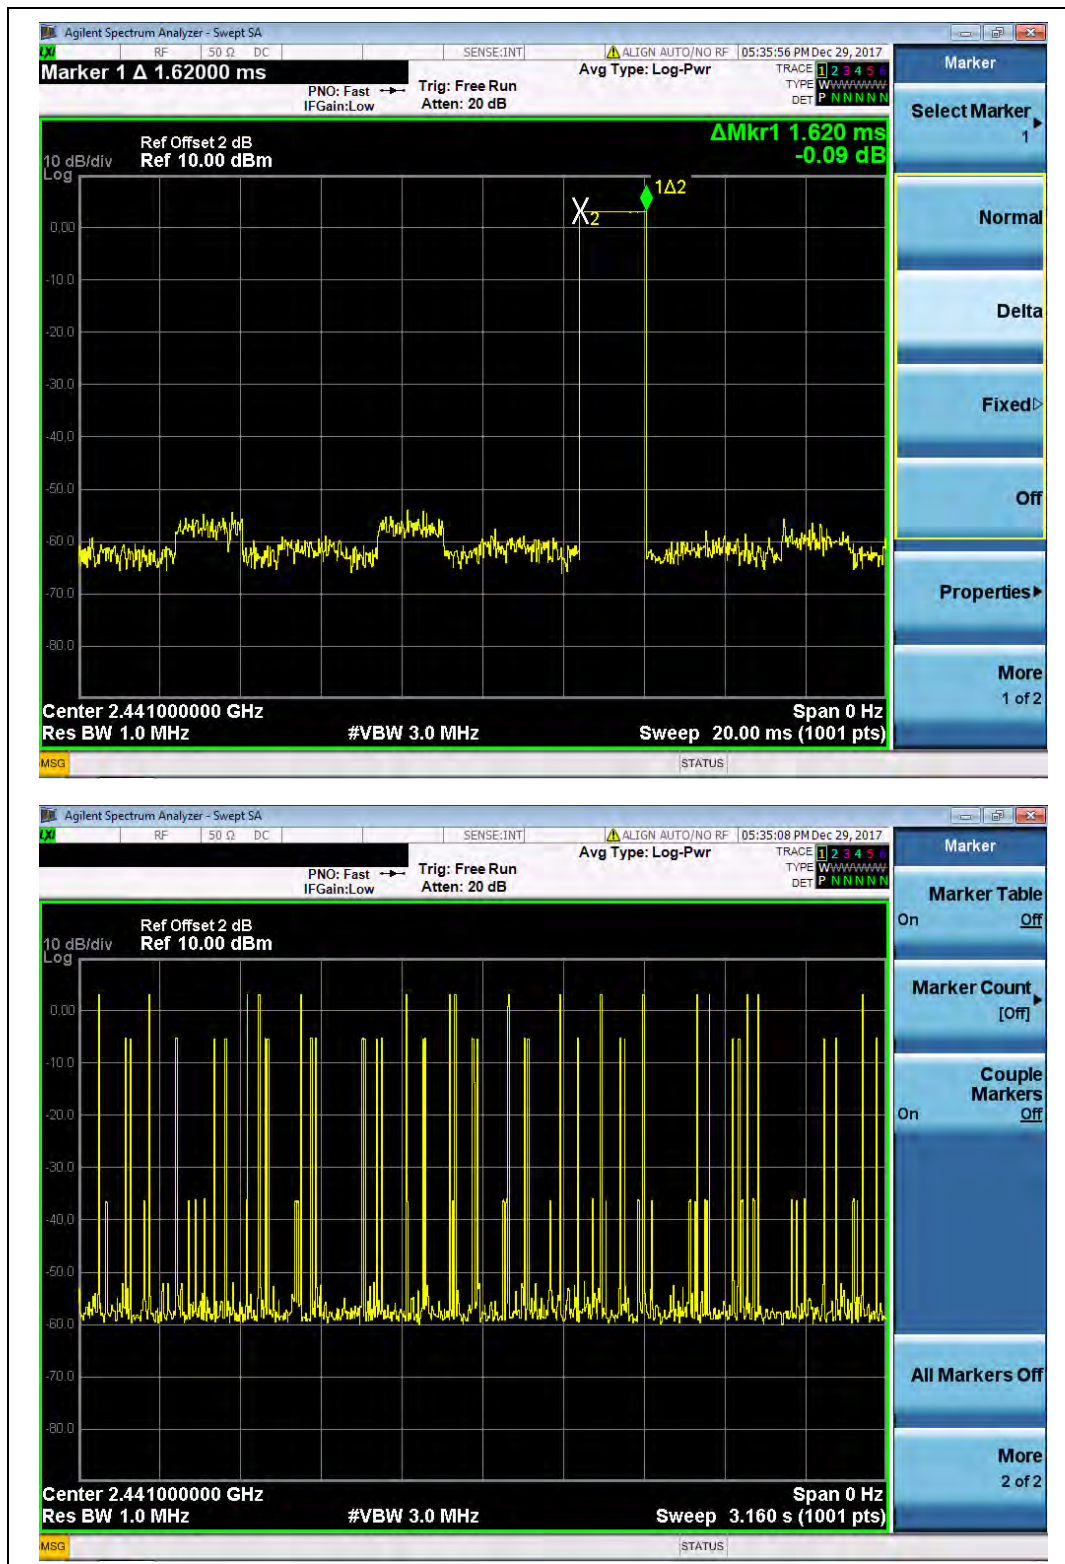 Agilent Spectrum Analyzer - Swept SA
LXI RF 50 Ω DC SENSE:INT ALIGN AUTO/NO RF 05:35:56 PM Dec 29, 2017
Marker 1 Δ 1.62000 ms
PNO: Fast
IFGain:Low
Trig: Free Run
Atten: 20 dB
Avg Type: Log-Pwr
TRACE 1 2 3 4 5 6
TYPE WWWWWW
DET P N N N N N
Ref Offset 2 dB
Ref 10.00 dBm
10 dB/div
Log
ΔMkr1 1.620 ms
-0.09 dB
X2
1Δ2
0.00
-10.0
-20.0
-30.0
-40.0
-50.0
-60.0
-70.0
-80.0
Center 2.441000000 GHz
Span 0 Hz
Res BW 1.0 MHz
#VBW 3.0 MHz
Sweep 20.00 ms (1001 pts)
MSG
STATUS
Marker
Select Marker
1
Normal
Delta
Fixed
Off
Properties
More
1 of 2
Agilent Spectrum Analyzer - Swept SA
LXI RF 50 Ω DC SENSE:INT ALIGN AUTO/NO RF 05:35:08 PM Dec 29, 2017
PNO: Fast
IFGain:Low
Trig: Free Run
Atten: 20 dB
Avg Type: Log-Pwr
TRACE 1 2 3 4 5 6
TYPE WWWWWW
DET P N N N N N
Ref Offset 2 dB
Ref 10.00 dBm
10 dB/div
Log
0.00
-10.0
-20.0
-30.0
-40.0
-50.0
-60.0
-70.0
-80.0
Center 2.441000000 GHz
Span 0 Hz
Res BW 1.0 MHz
#VBW 3.0 MHz
Sweep 3.160 s (1001 pts)
MSG
STATUS
Marker
Marker Table
On Off
Marker Count
[Off]
Couple
Markers
On Off
All Markers Off
More
2 of 2